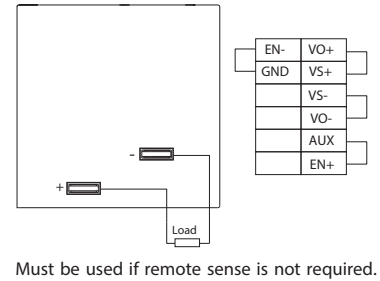 EN- VO+
GND VS+
VS-
VO-
-
AUX
+
EN+
Load
Must be used if remote sense is not required.